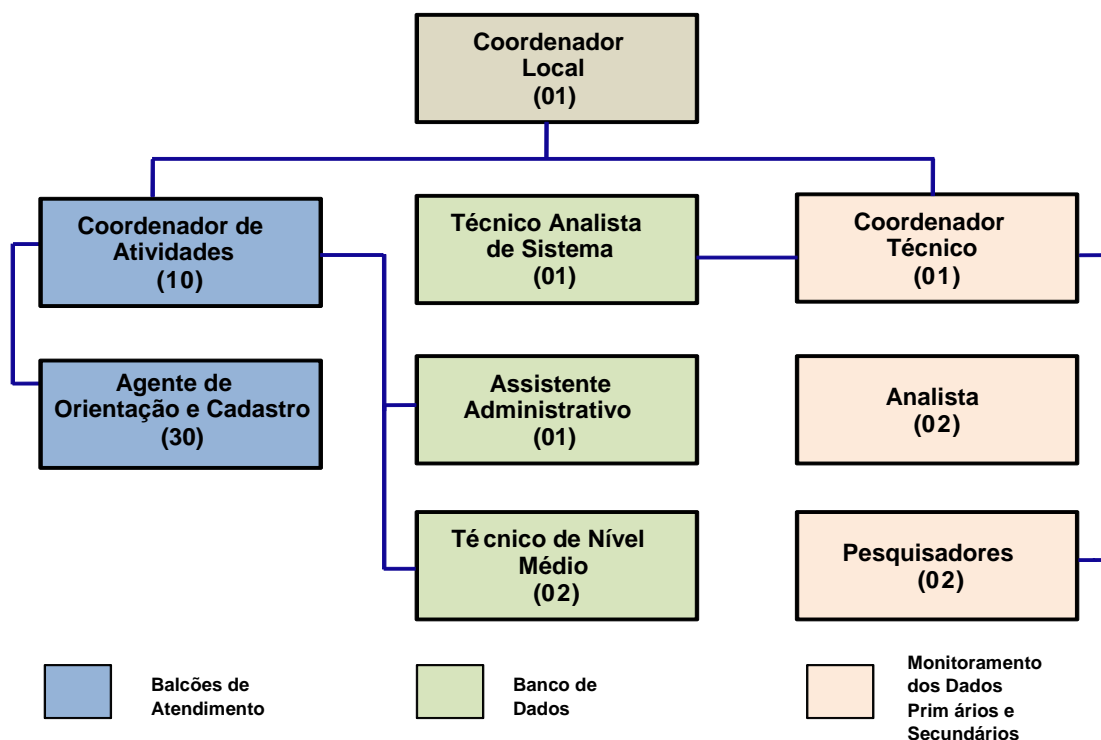 Coordenador
Local
(01)
Coordenador de
Atividades
(10)
Técnico Analista
de Sistema
(01)
Coordenador
Técnico
(01)
Agente de
Orientação e Cadastro
(30)
Assistente
Administrativo
(01)
Analista
(02)
Té cnico de Nível
Médio
(02)
Pesquisadores
(02)
Balcões de
Atendimento
Banco de
Dados
Monitoramento
dos Dados
Prim ários e
Secundários